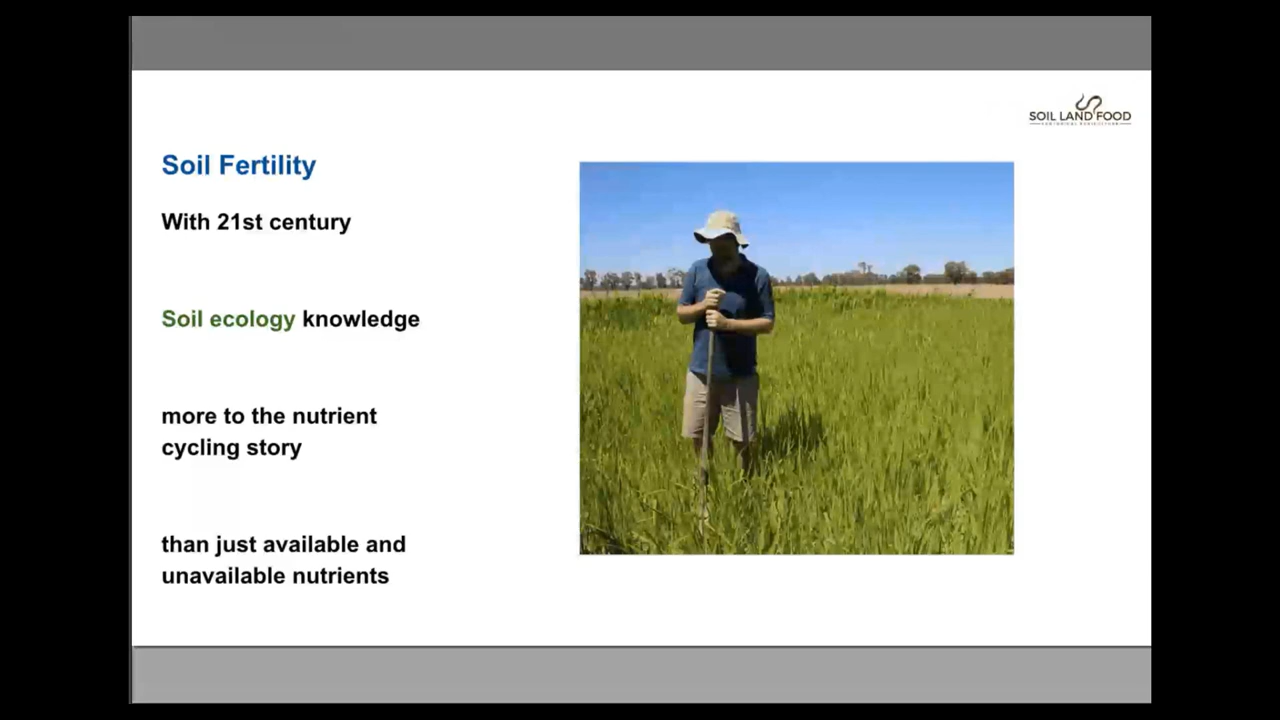 SOIL LAND FOOD
Soil Fertility
With 21st century
Soil ecology knowledge
more to the nutrient
cycling story
than just available and
unavailable nutrients